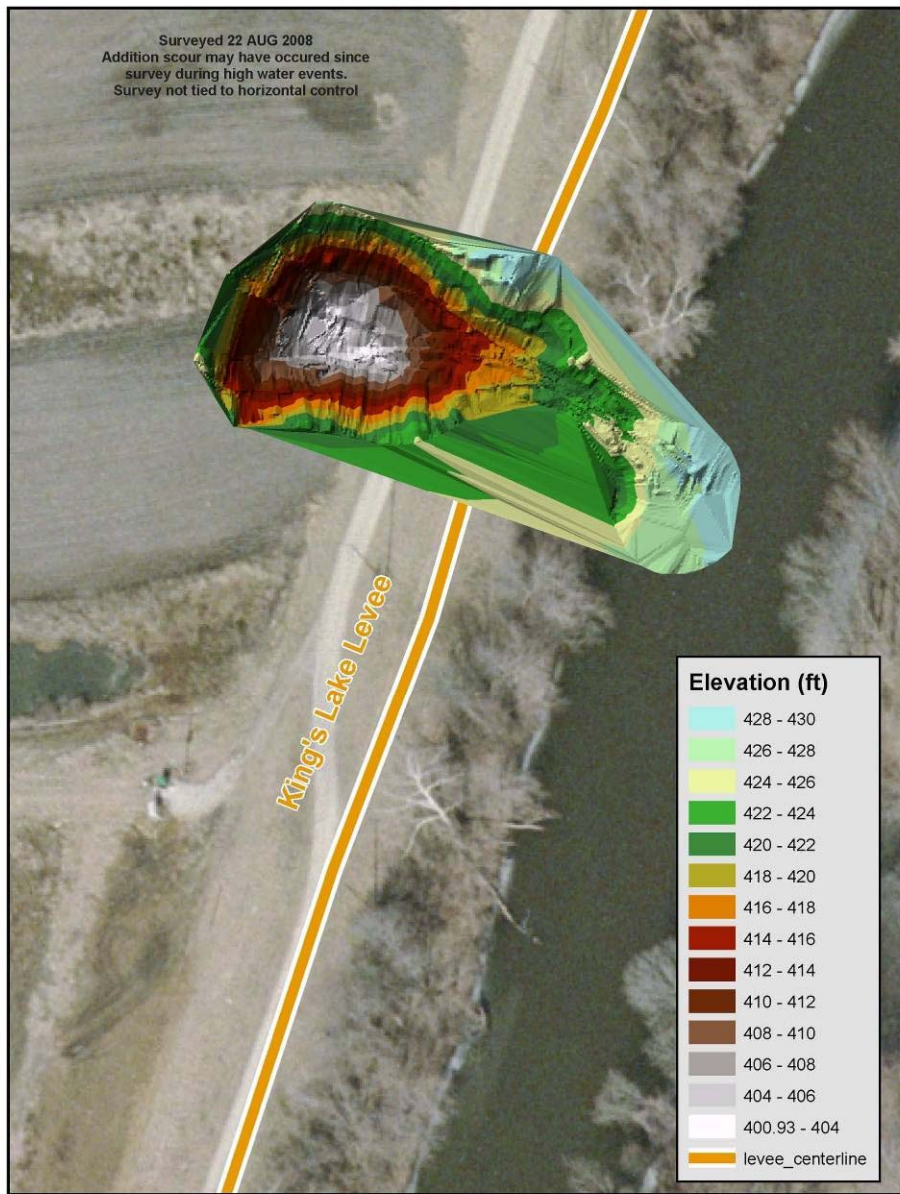 Surveyed 22 AUG 2008
Addition scour may have occured since
survey during high water events.
Survey not tied to horizontal control
King's Lake Levee
Elevation (ft)
428 - 430
426 - 428
424 - 426
422 - 424
420 - 422
418 - 420
416 - 418
414 - 416
412 - 414
410 - 412
408 - 410
406 - 408
404 - 406
400.93 - 404
levee_centerline